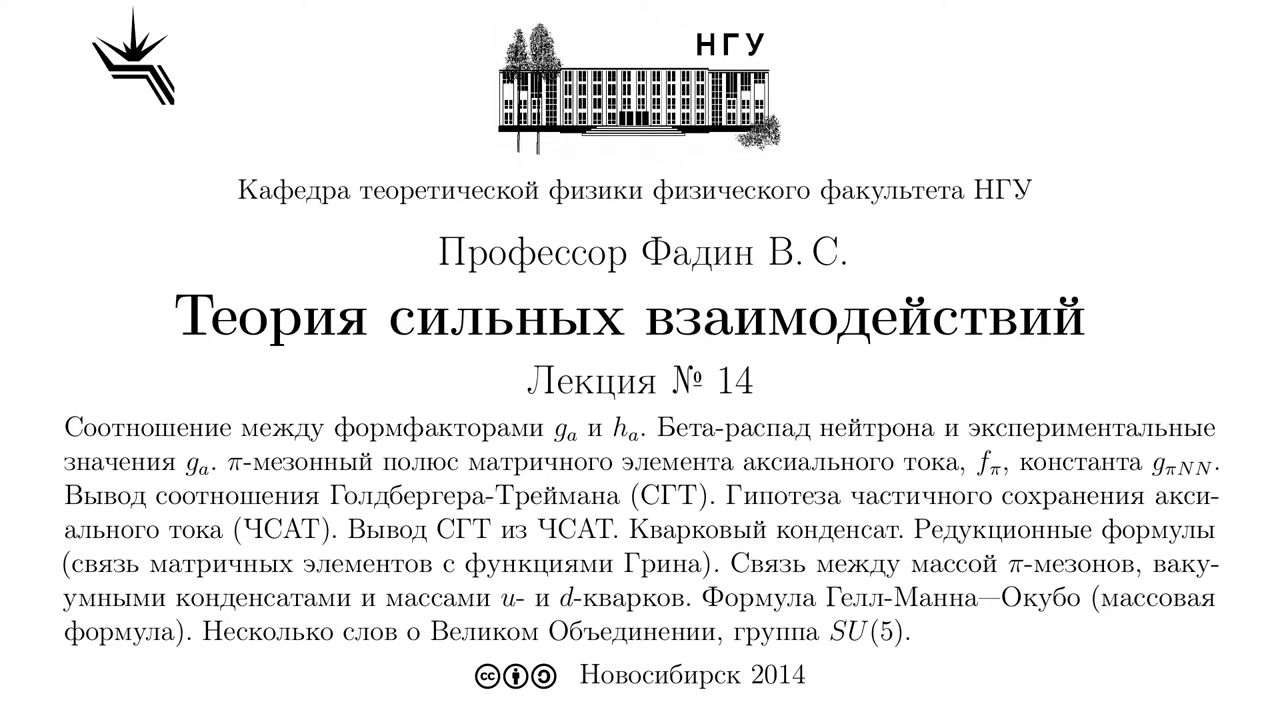 НГУ
Кафедра теоретической физики физического факультета НГУ
Профессор Фадин В. С.
Теория сильных взаимодействий
Лекция № 14
Соотношение между формфакторами gₐ и hₐ. Бета-распад нейтрона и экспериментальные
значения gₐ. π-мезонный полюс матричного элемента аксиального тока, f_π, константа g_πNN.
Вывод соотношения Голдбергера-Треймана (СГТ). Гипотеза частичного сохранения акси-
ального тока (ЧСАТ). Вывод СГТ из ЧСАТ. Кварковый конденсат. Редукционные формулы
(связь матричных элементов с функциями Грина). Связь между массой π-мезонов, ваку-
умными конденсатами и массами u- и d-кварков. Формула Гелл-Манна—Окубо (массовая
формула). Несколько слов о Великом Объединении, группа SU(5).
cc Новосибирск 2014